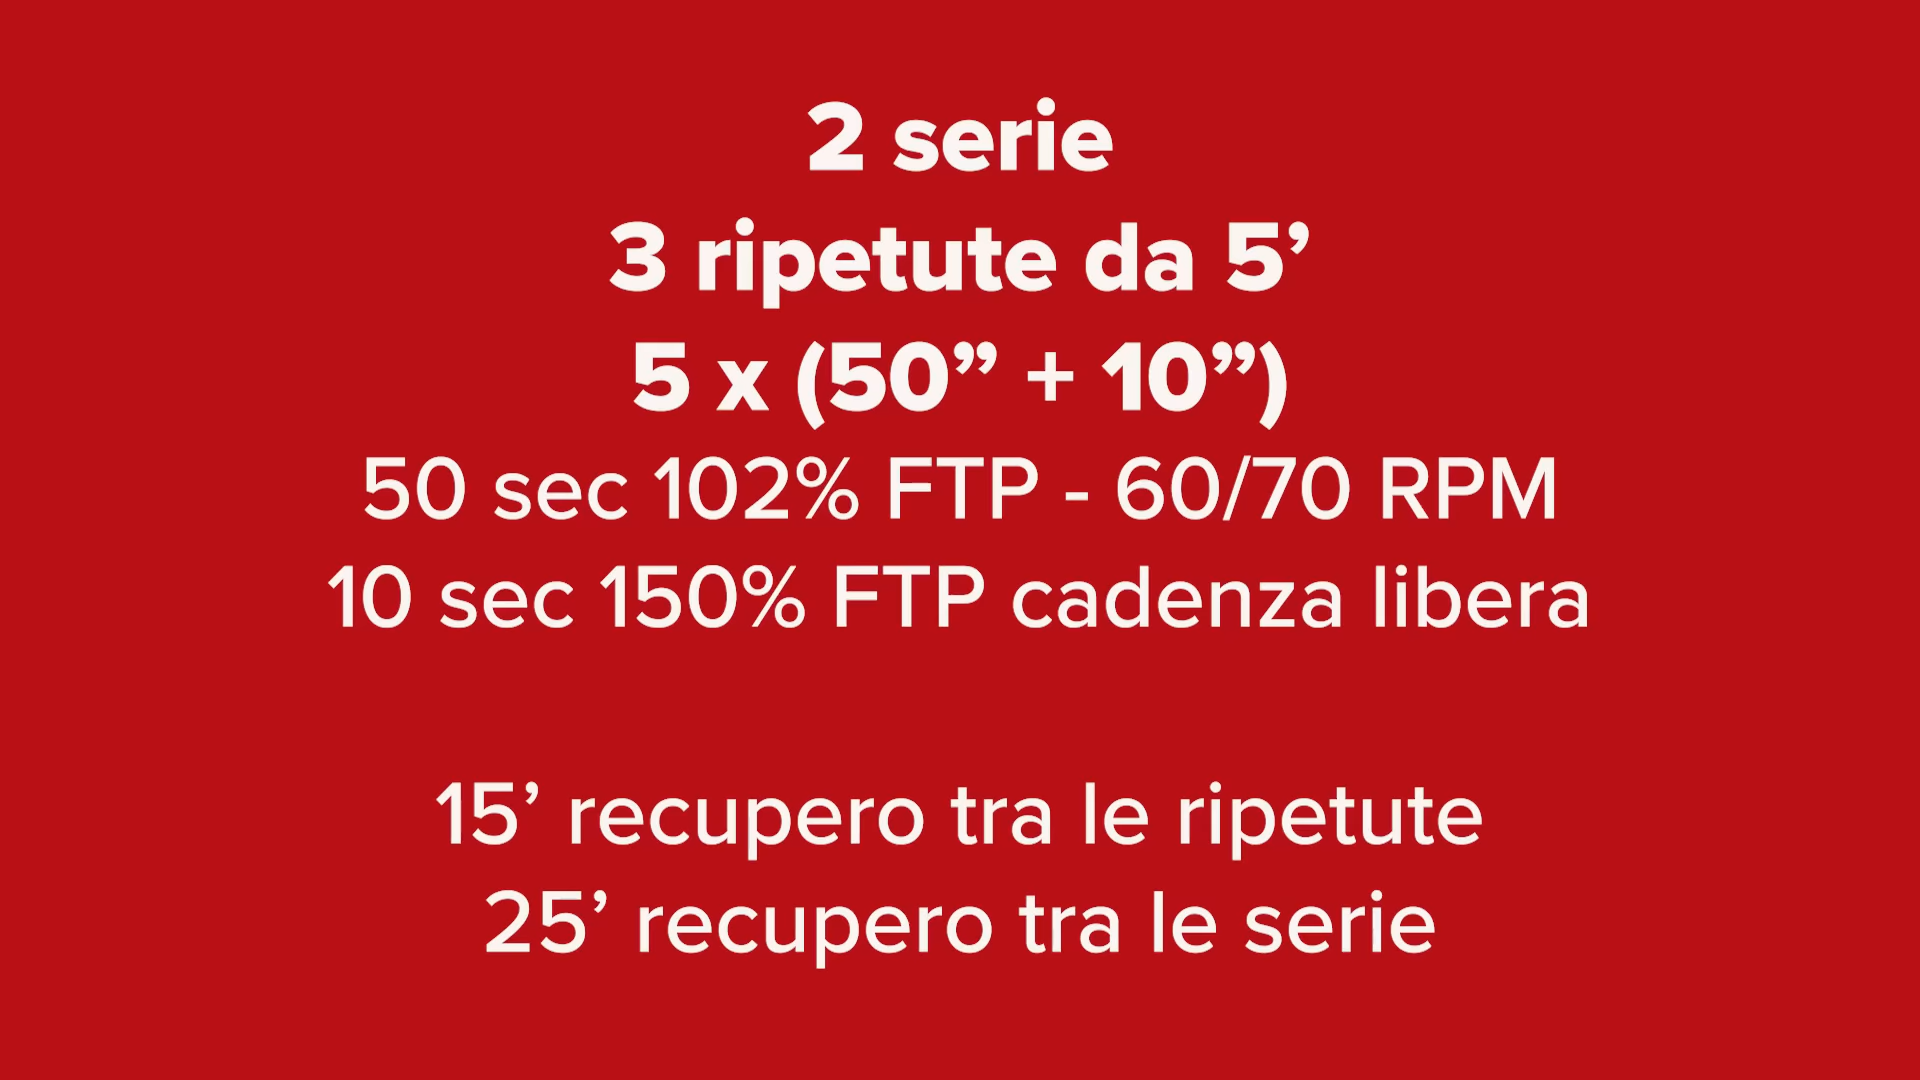 2 serie
3 ripetute da 5’
5 x (50” + 10”)
50 sec 102% FTP - 60/70 RPM
10 sec 150% FTP cadenza libera
15’ recupero tra le ripetute
25’ recupero tra le serie